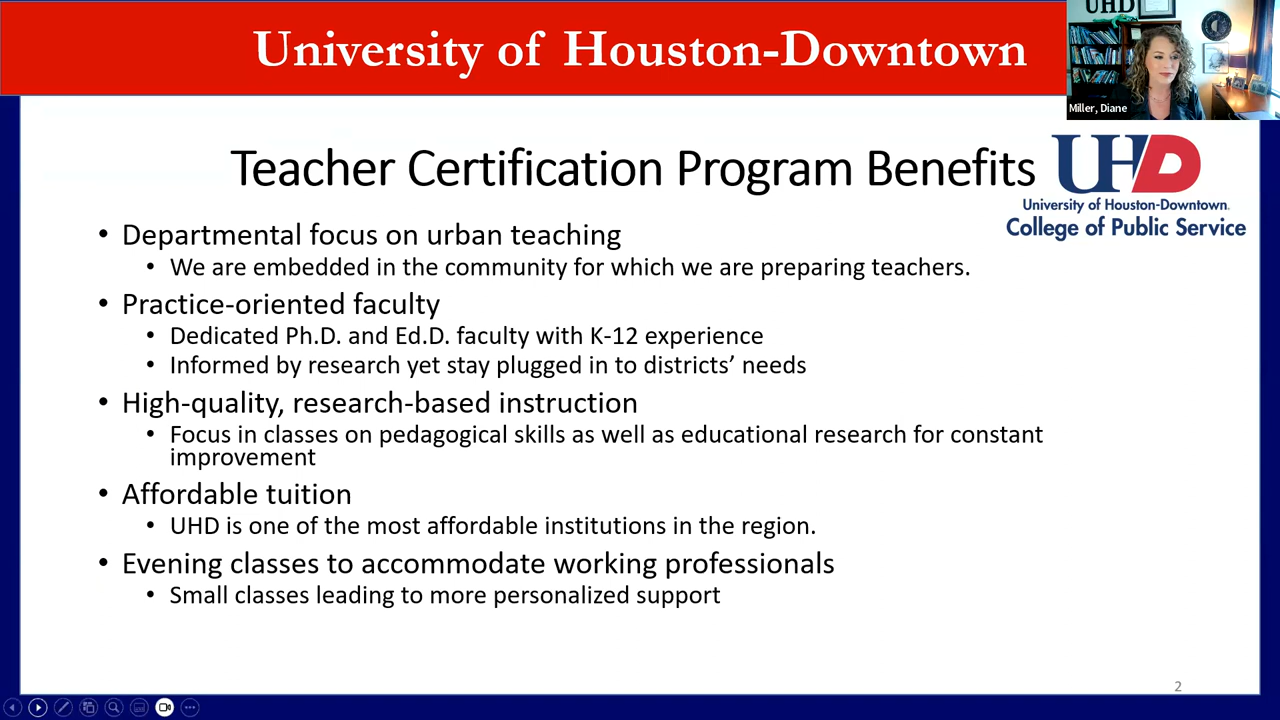 University of Houston-Downtown
UHD
Miller, Diane
Teacher Certification Program Benefits
UHD
University of Houston-Downtown.
College of Public Service
• Departmental focus on urban teaching
• We are embedded in the community for which we are preparing teachers.
• Practice-oriented faculty
• Dedicated Ph.D. and Ed.D. faculty with K-12 experience
• Informed by research yet stay plugged in to districts’ needs
• High-quality, research-based instruction
• Focus in classes on pedagogical skills as well as educational research for constant
improvement
• Affordable tuition
• UHD is one of the most affordable institutions in the region.
• Evening classes to accommodate working professionals
• Small classes leading to more personalized support
2